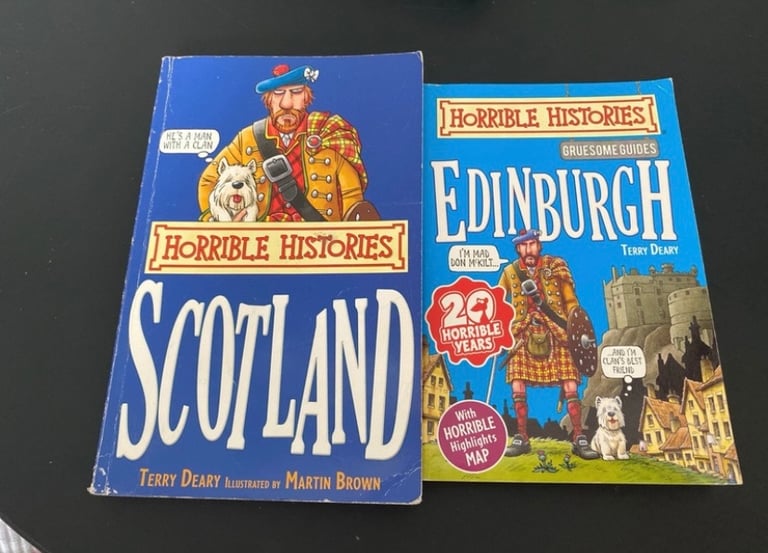 HE'S A MAN
WITH A CLAN
HORRIBLE HISTORIES
SCOTLAND
TERRY DEARY ILLUSTRATED BY MARTIN BROWN
HORRIBLE HISTORIES
GRUESOME GUIDES
EDINBURGH
TERRY DEARY
I'M MAD
DON McKILT...
20
HORRIBLE
YEARS
...AND I'M
CLAN'S BEST
FRIEND
With
HORRIBLE
Highlights
MAP